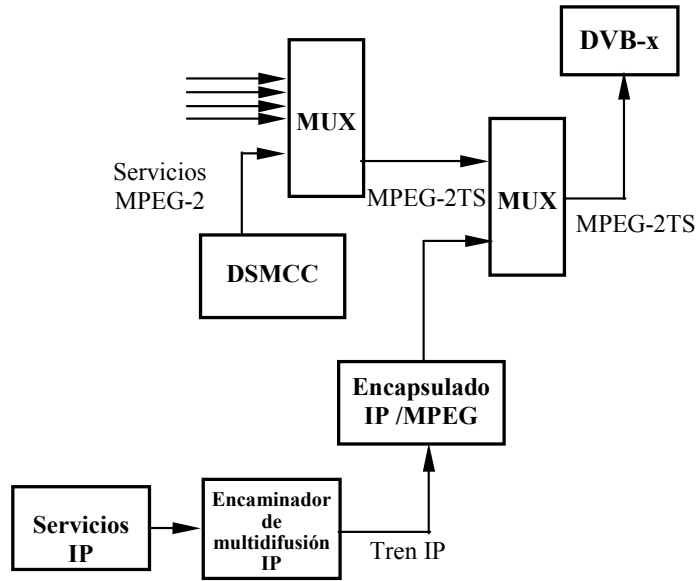 DVB-x
MUX
Servicios
MPEG-2
MPEG-2TS
MUX
MPEG-2TS
DSMCC
Encapsulado
IP /MPEG
Servicios
IP
Encaminador
de
multidifusión
IP
Tren IP